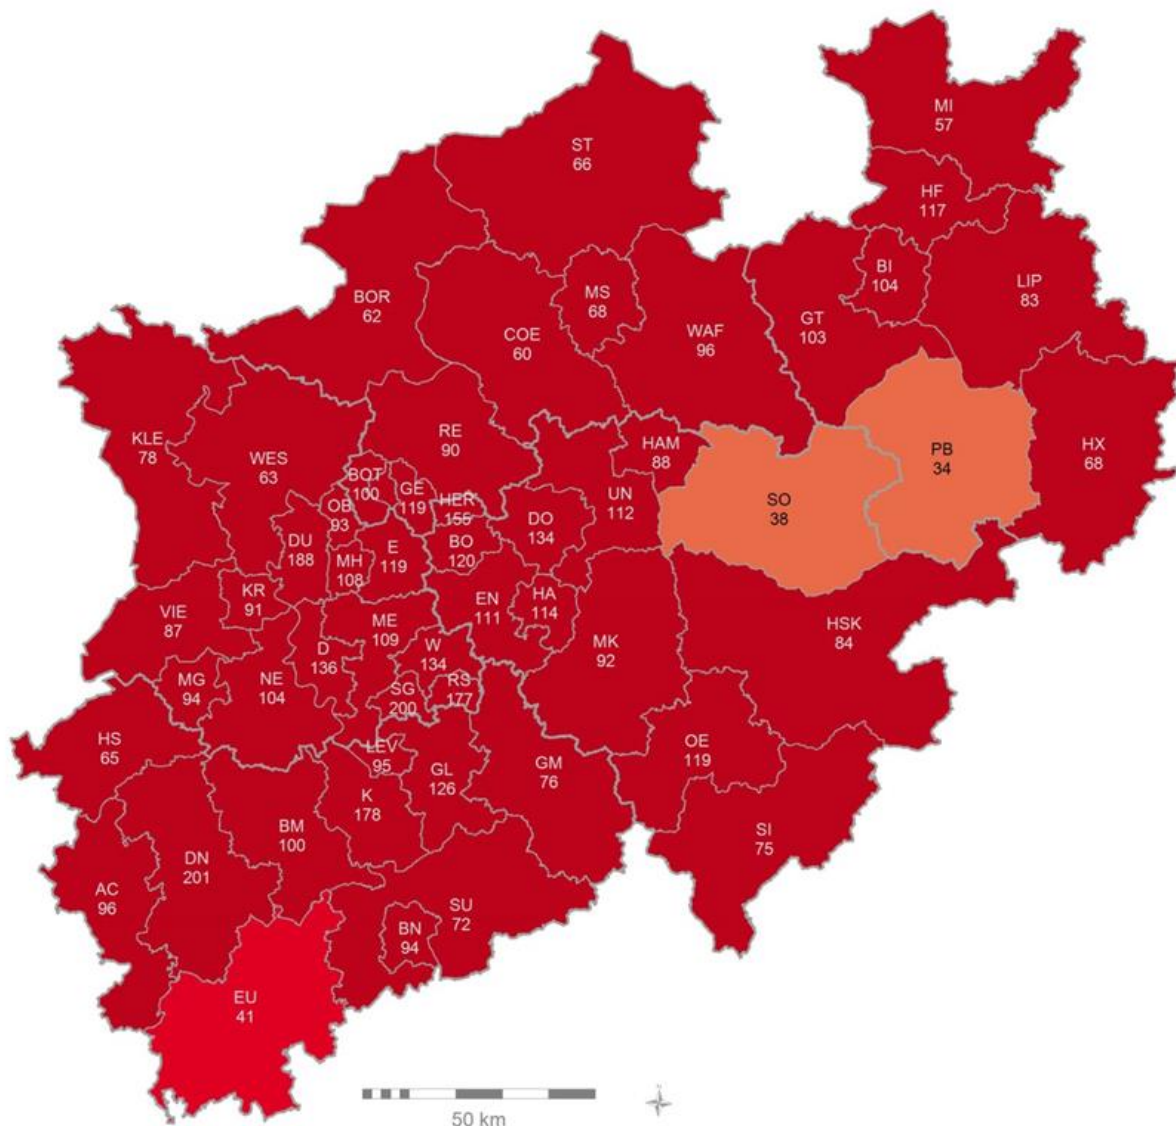 MI
57
ST
66
HF
117
BI
104
LIP
83
MS
68
BOR
62
GT
103
WAF
96
COE
60
KLE
78
RE
90
WES
63
HAM
88
PB
34
HX
68
BOT
100
GE
119
HER
155
UN
112
SO
38
OB
93
DO
134
DU
188
E
119
BO
120
MH
108
KR
91
HA
114
EN
111
VIE
87
ME
109
HSK
84
MK
92
D
136
W
134
MG
94
NE
104
SG
200
RS
177
HS
65
LEV
95
OE
119
GL
126
GM
76
K
178
BM
100
SI
75
DN
201
AC
96
SU
72
BN
94
EU
41
50 km